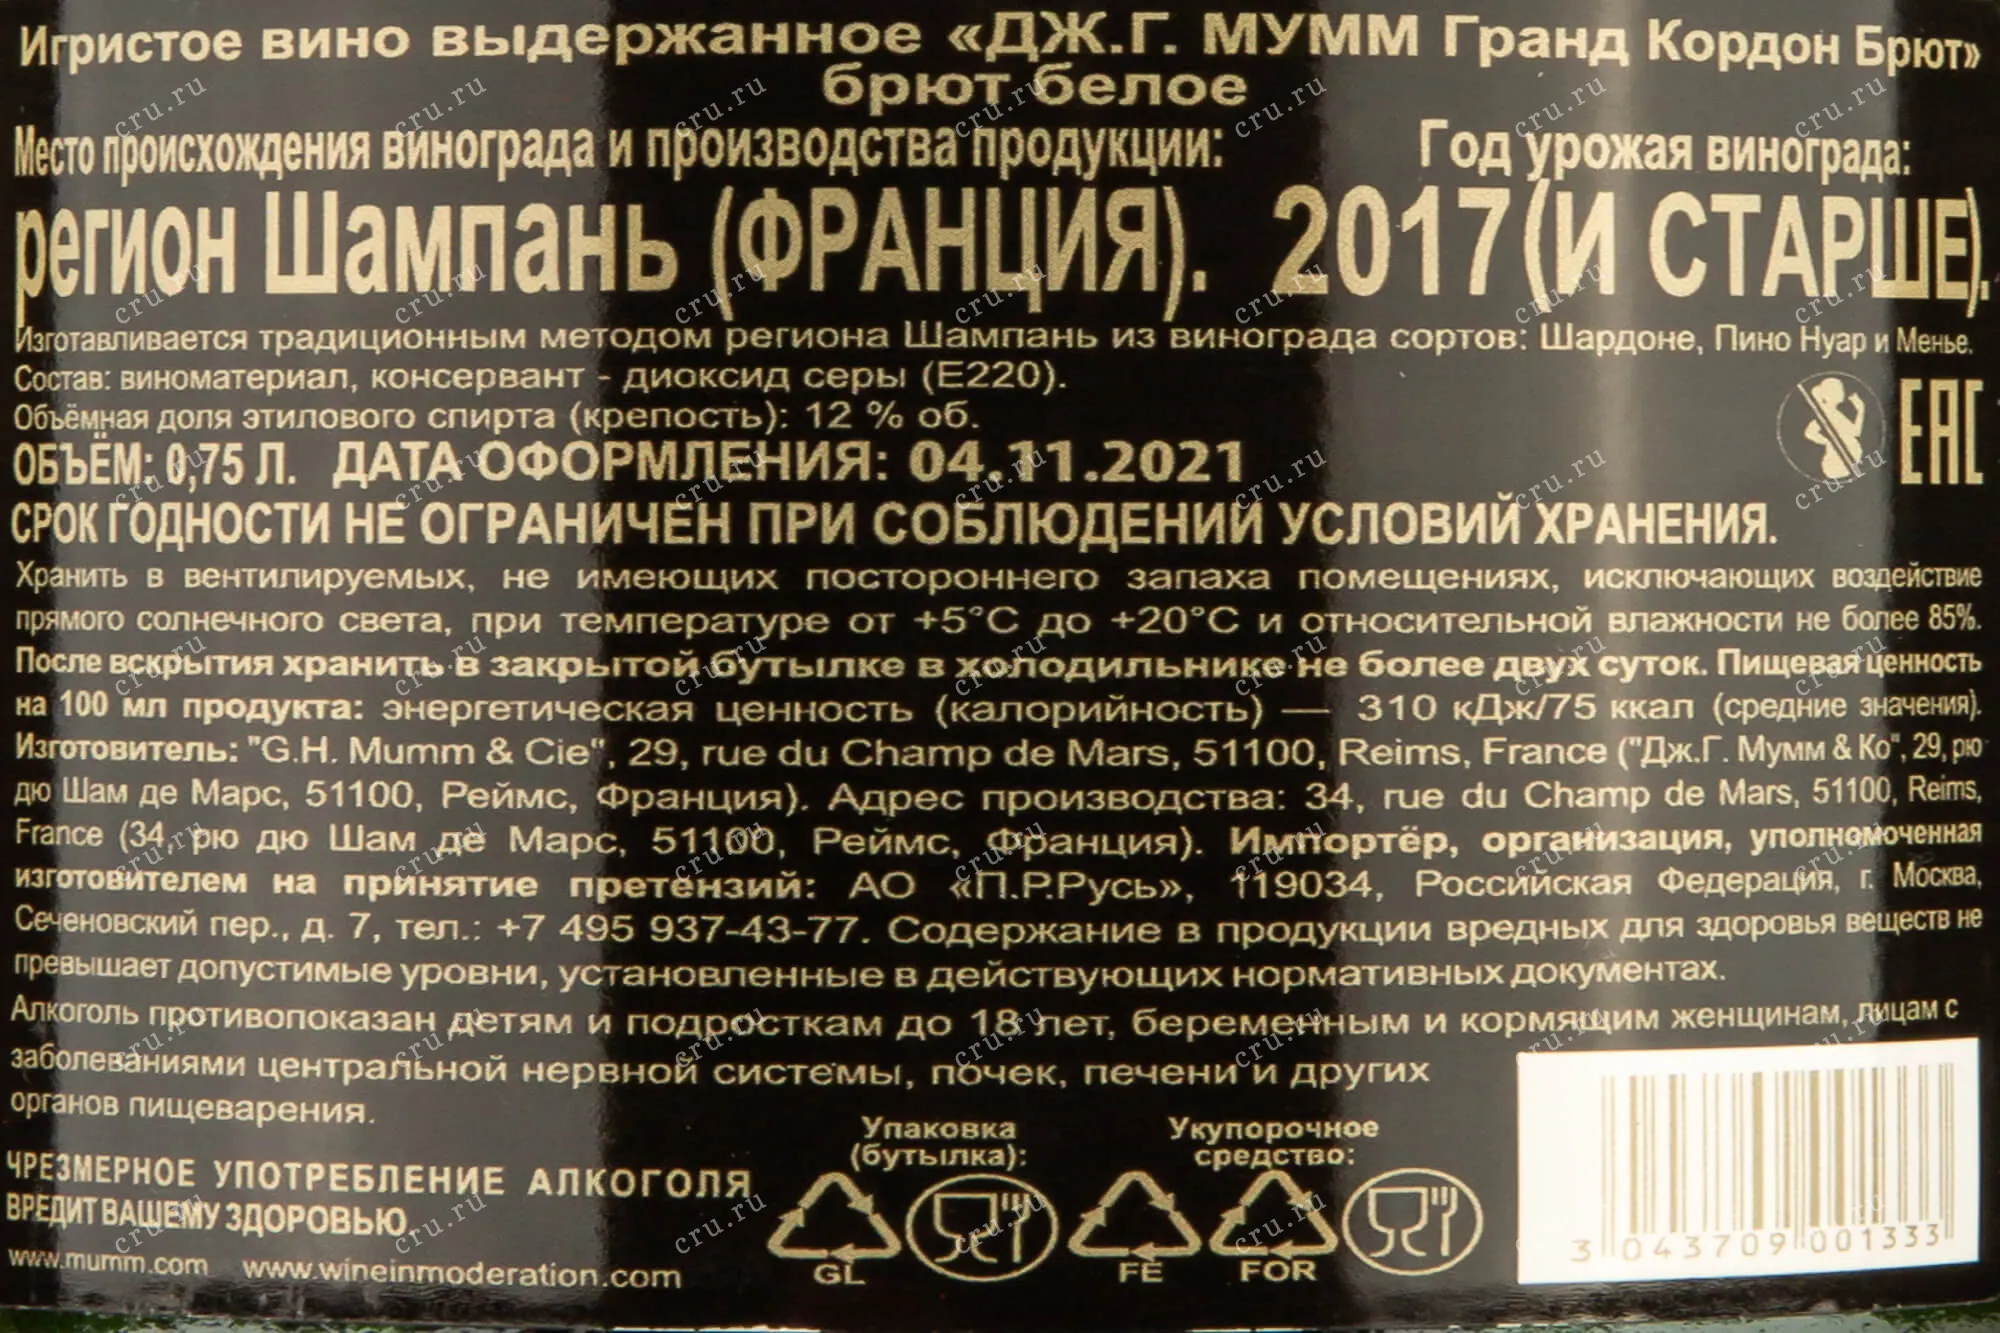 Игристое вино выдержанное «ДЖ.Г. МУММ Гранд Кордон Брют»
брют белое
Место происхождения винограда и производства продукции: Год урожая винограда:
регион Шампань (ФРАНЦИЯ). 2017 (И СТАРШЕ).
Изготавливается традиционным методом региона Шампань из винограда сортов: Шардоне, Пино Нуар и Менье.
Состав: виноматериал, консервант - диоксид серы (Е220).
Объёмная доля этилового спирта (крепость): 12 % об.
ОБЪЁМ: 0,75 Л. ДАТА ОФОРМЛЕНИЯ: 04.11.2021
EAC
СРОК ГОДНОСТИ НЕ ОГРАНИЧЕН ПРИ СОБЛЮДЕНИИ УСЛОВИЙ ХРАНЕНИЯ.
Хранить в вентилируемых, не имеющих постороннего запаха помещениях, исключающих воздействие
прямого солнечного света, при температуре от +5°С до +20°С и относительной влажности не более 85%.
После вскрытия хранить в закрытой бутылке в холодильнике не более двух суток. Пищевая ценность
на 100 мл продукта: энергетическая ценность (калорийность) — 310 кДж/75 ккал (средние значения).
Изготовитель: "G.H. Mumm & Cie", 29, rue du Champ de Mars, 51100, Reims, France ("Дж.Г. Мумм & Ко", 29, рю
дю Шам де Марс, 51100, Реймс, Франция). Адрес производства: 34, rue du Champ de Mars, 51100, Reims,
France (34, рю дю Шам де Марс, 51100, Реймс, Франция). Импортёр, организация, уполномоченная
изготовителем на принятие претензий: АО «П.Р.Русь», 119034, Российская Федерация, г. Москва,
Сеченовский пер., д. 7, тел.: +7 495 937-43-77. Содержание в продукции вредных для здоровья веществ не
превышает допустимые уровни, установленные в действующих нормативных документах.
Алкоголь противопоказан детям и подросткам до 18 лет, беременным и кормящим женщинам, лицам с
заболеваниями центральной нервной системы, почек, печени и других
органов пищеварения.
ЧРЕЗМЕРНОЕ УПОТРЕБЛЕНИЕ АЛКОГОЛЯ
ВРЕДИТ ВАШЕМУ ЗДОРОВЬЮ.
www.mumm.com www.wineinmoderation.com
Упаковка
(бутылка):
GL
Укупорочное
средство:
FE FOR
3 043709 001333
cru.ru